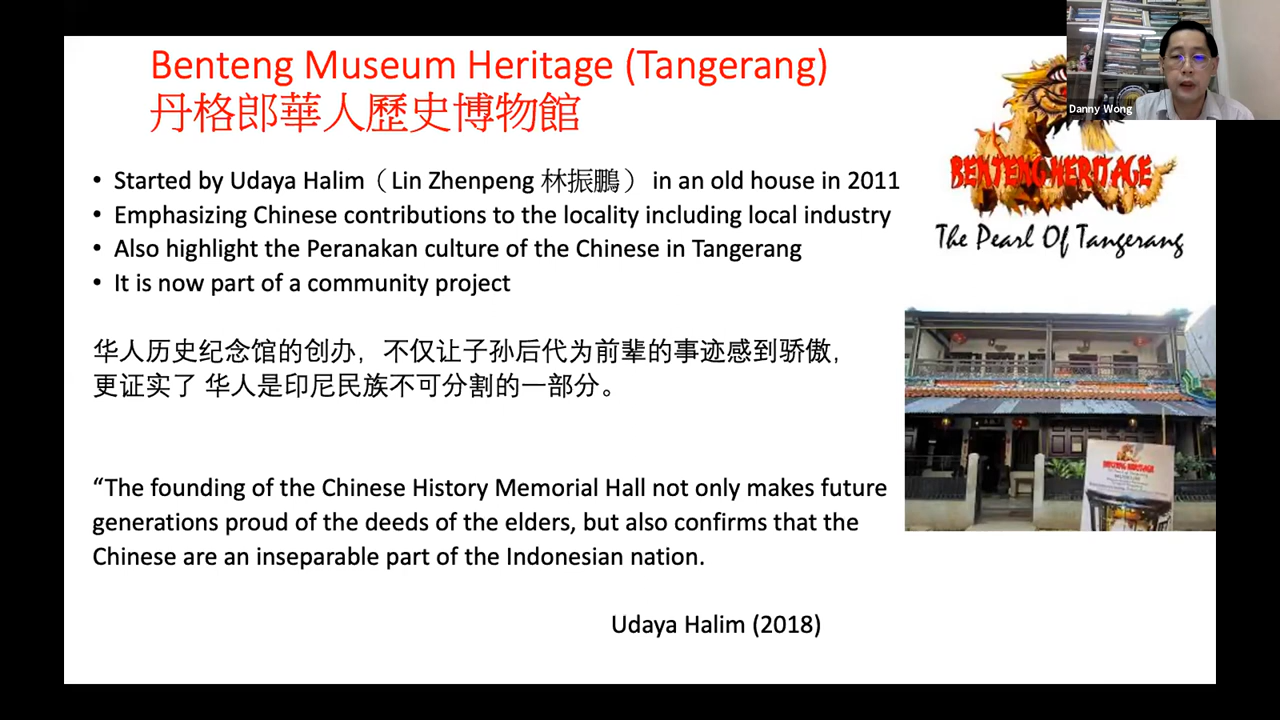 Benteng Museum Heritage (Tangerang)
丹格郎華人歷史博物館
• Started by Udaya Halim（Lin Zhenpeng 林振鵬） in an old house in 2011
• Emphasizing Chinese contributions to the locality including local industry
• Also highlight the Peranakan culture of the Chinese in Tangerang
• It is now part of a community project
华人历史纪念馆的创办，不仅让子孙后代为前辈的事迹感到骄傲，
更证实了 华人是印尼民族不可分割的一部分。
“The founding of the Chinese History Memorial Hall not only makes future
generations proud of the deeds of the elders, but also confirms that the
Chinese are an inseparable part of the Indonesian nation.
Udaya Halim (2018)
Danny Wong
BENTENG HERITAGE
The Pearl Of Tangerang
BENTENG HERITAGE